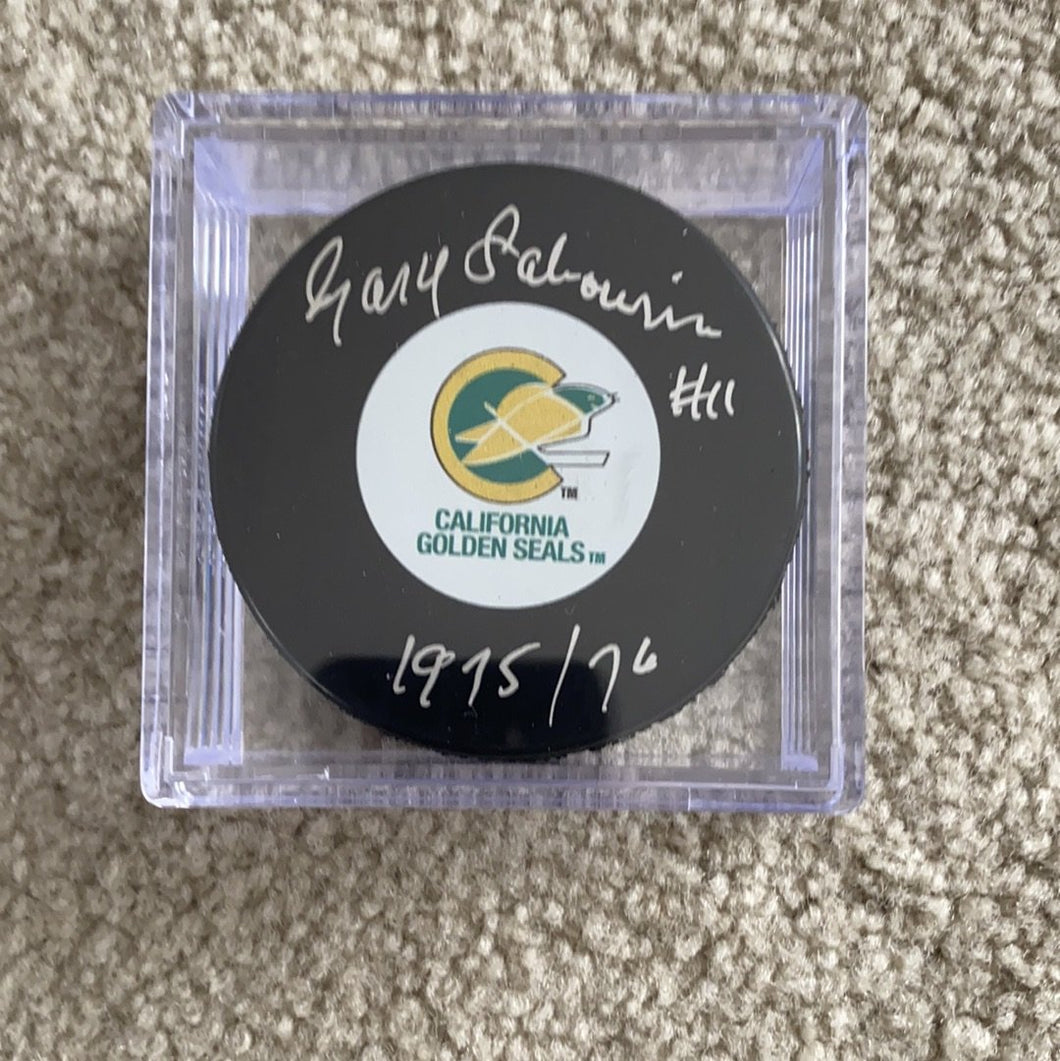 Gary Sabourin
#11
TM
CALIFORNIA
GOLDEN SEALS TM
1975/76